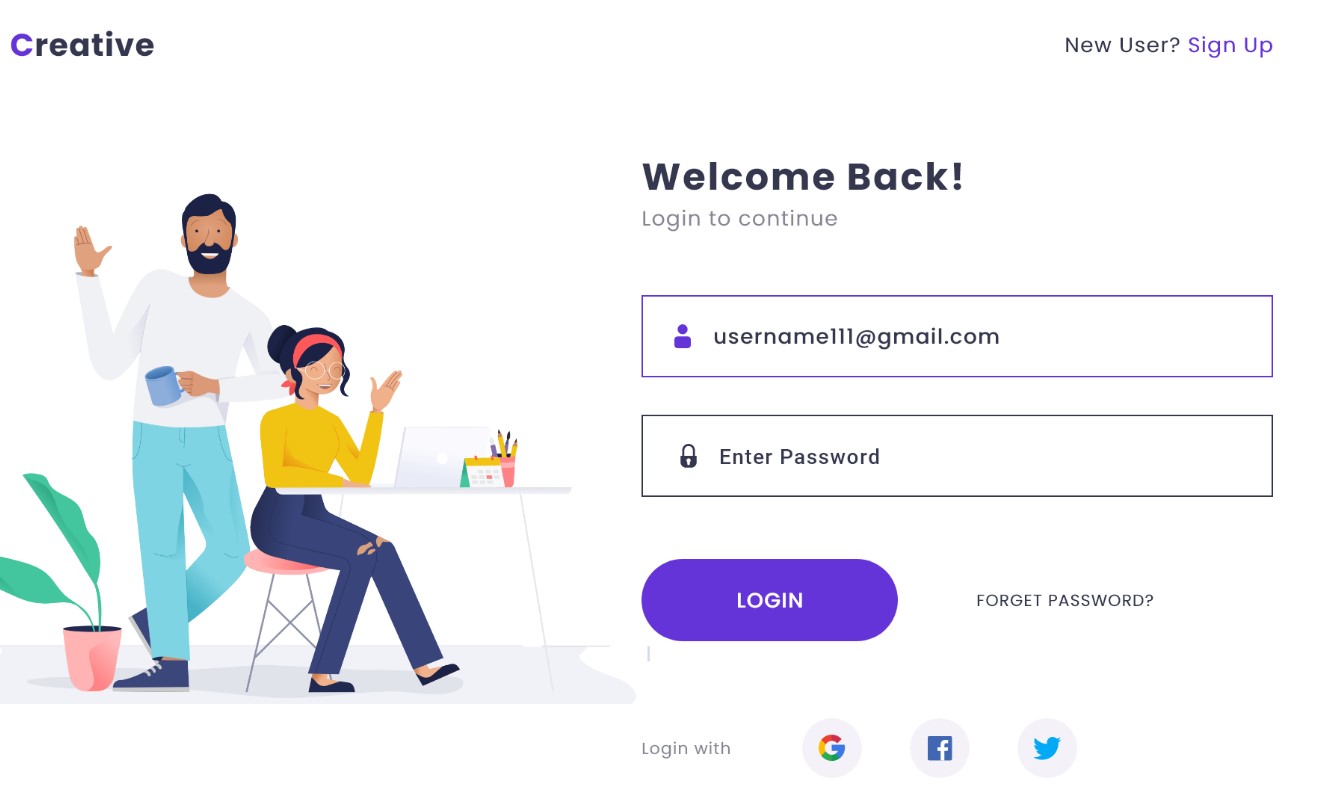 Creative
New User? Sign Up
Welcome Back!
Login to continue
username111@gmail.com
Enter Password
LOGIN
FORGET PASSWORD?
Login with